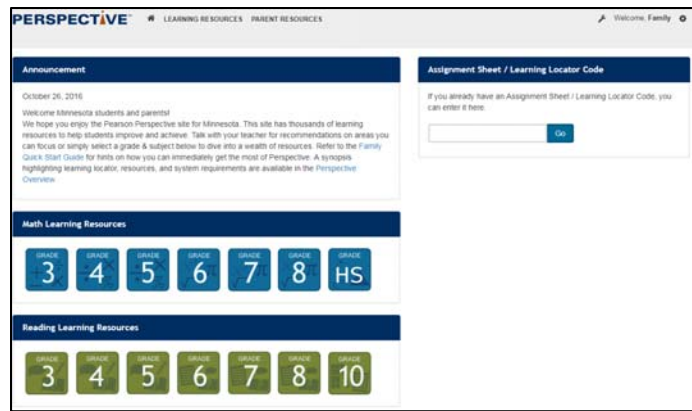 PERSPECTIVE LEARNING RESOURCES PARENT RESOURCES Welcome, Family
Announcement
October 26, 2016
Welcome Minnesota students and parents!
We hope you enjoy the Pearson Perspective site for Minnesota. This site has thousands of learning
resources to help students improve and achieve. Talk with your teacher for recommendations on areas you
can focus or simply select a grade & subject below to dive into a wealth of resources. Refer to the Family
Quick Start Guide for hints on how you can immediately get the most of Perspective. A synopsis
highlighting learning locator, resources, and system requirements are available in the Perspective
Overview.
Assignment Sheet / Learning Locator Code
If you already have an Assignment Sheet / Learning Locator Code, you
can enter it here.
Go
Math Learning Resources
GRADE GRADE GRADE GRADE GRADE GRADE GRADE
3 4 5 6 7 8 HS
Reading Learning Resources
GRADE GRADE GRADE GRADE GRADE GRADE GRADE
3 4 5 6 7 8 10